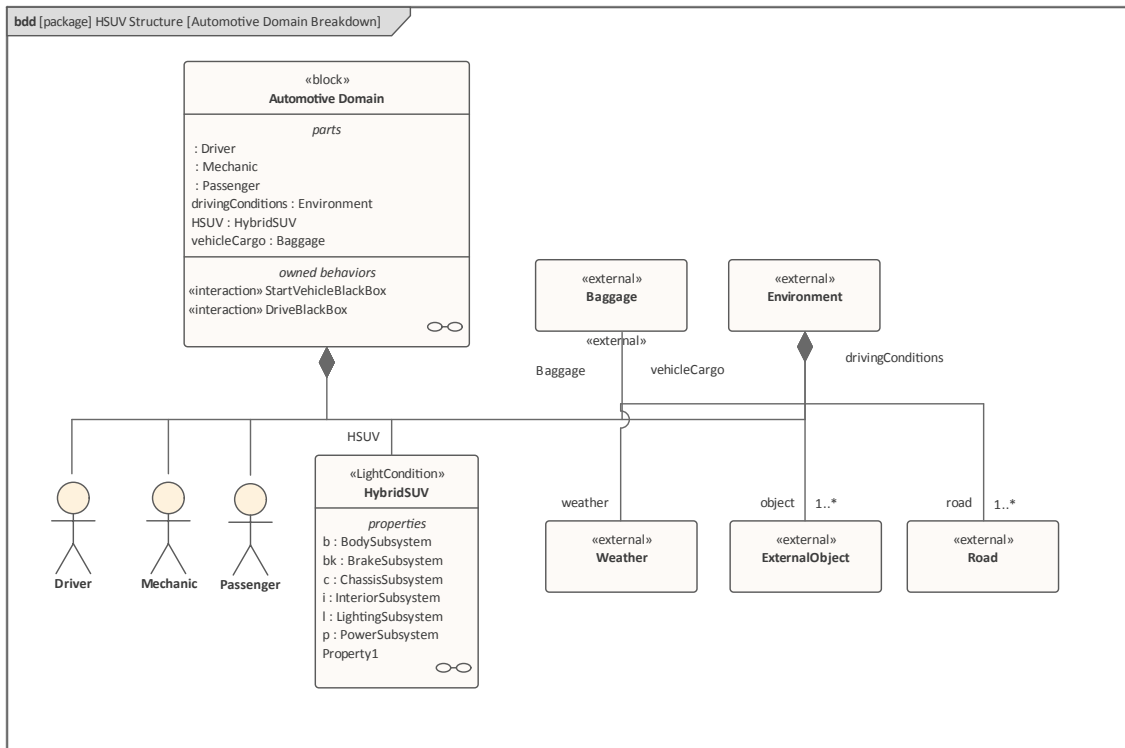 bdd [package] HSUV Structure [Automotive Domain Breakdown]
«block»
Automotive Domain
parts
: Driver
: Mechanic
: Passenger
drivingConditions : Environment
HSUV : HybridSUV
vehicleCargo : Baggage
owned behaviors
«interaction» StartVehicleBlackBox
«interaction» DriveBlackBox
«external»
Baggage
«external»
Environment
«external»
Baggage
vehicleCargo
drivingConditions
HSUV
«LightCondition»
HybridSUV
properties
b : BodySubsystem
bk : BrakeSubsystem
c : ChassisSubsystem
i : InteriorSubsystem
l : LightingSubsystem
p : PowerSubsystem
Property1
Driver
Mechanic
Passenger
weather
object
1..*
road
1..*
«external»
Weather
«external»
ExternalObject
«external»
Road